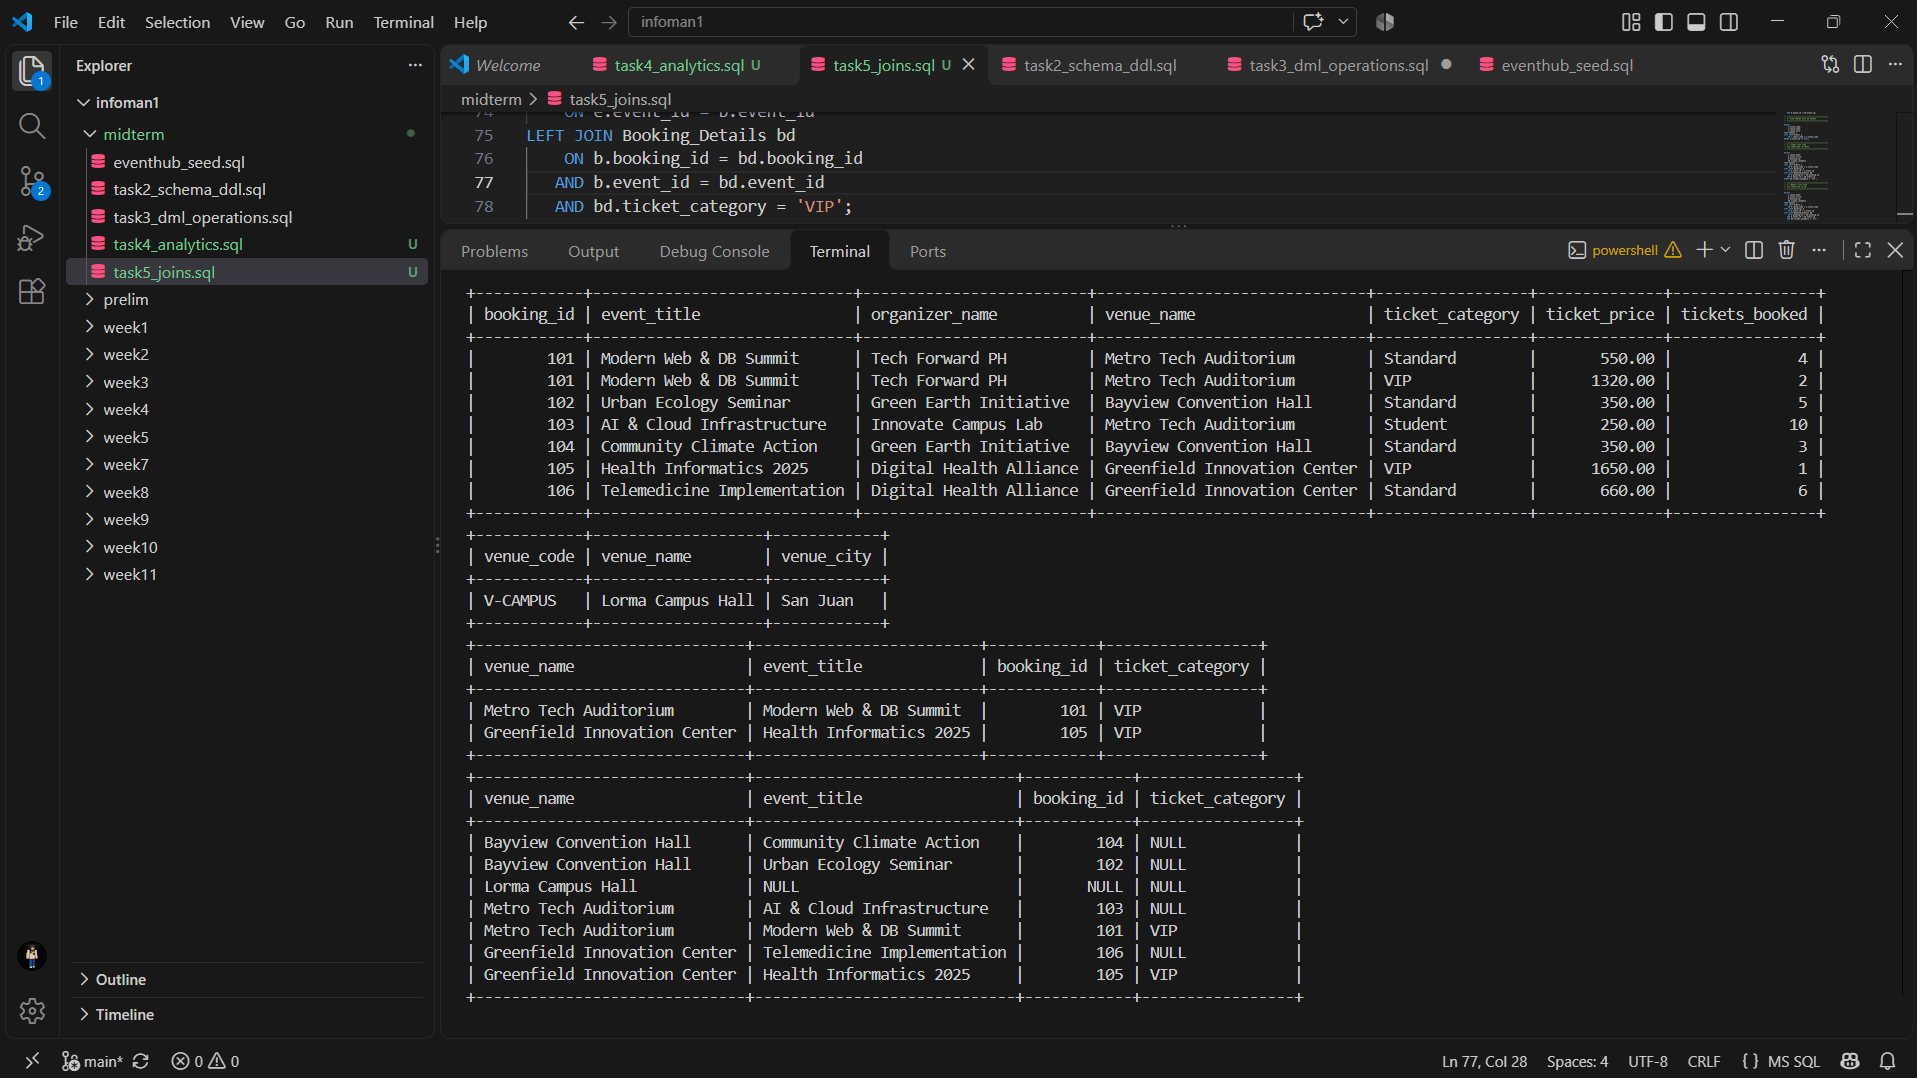 File Edit Selection View Go Run Terminal Help
infoman1
Explorer
infoman1
midterm
eventhub_seed.sql
task2_schema_ddl.sql
task3_dml_operations.sql
task4_analytics.sql U
task5_joins.sql U
prelim
week1
week2
week3
week4
week5
week7
week8
week9
week10
week11
Outline
Timeline
1
2
Welcome task4_analytics.sql U task5_joins.sql U task2_schema_ddl.sql task3_dml_operations.sql eventhub_seed.sql
midterm > task5_joins.sql
74 ON e.event_id = b.event_id
75 LEFT JOIN Booking_Details bd
76 ON b.booking_id = bd.booking_id
77 AND b.event_id = bd.event_id
78 AND bd.ticket_category = 'VIP';
Problems Output Debug Console Terminal Ports
powershell
+------------+----------------------------+-------------------------+-----------------------------+-----------------+--------------+----------------+
| booking_id | event_title | organizer_name | venue_name | ticket_category | ticket_price | tickets_booked |
+------------+----------------------------+-------------------------+-----------------------------+-----------------+--------------+----------------+
| 101 | Modern Web & DB Summit | Tech Forward PH | Metro Tech Auditorium | Standard | 550.00 | 4 |
| 101 | Modern Web & DB Summit | Tech Forward PH | Metro Tech Auditorium | VIP | 1320.00 | 2 |
| 102 | Urban Ecology Seminar | Green Earth Initiative | Bayview Convention Hall | Standard | 350.00 | 5 |
| 103 | AI & Cloud Infrastructure | Innovate Campus Lab | Metro Tech Auditorium | Student | 250.00 | 10 |
| 104 | Community Climate Action | Green Earth Initiative | Bayview Convention Hall | Standard | 350.00 | 3 |
| 105 | Health Informatics 2025 | Digital Health Alliance | Greenfield Innovation Center | VIP | 1650.00 | 1 |
| 106 | Telemedicine Implementation | Digital Health Alliance | Greenfield Innovation Center | Standard | 660.00 | 6 |
+------------+----------------------------+-------------------------+-----------------------------+-----------------+--------------+----------------+
+------------+-------------------+------------+
| venue_code | venue_name | venue_city |
+------------+-------------------+------------+
| V-CAMPUS | Lorma Campus Hall | San Juan |
+------------+-------------------+------------+
+------------------------------+-------------------------+------------+-----------------+
| venue_name | event_title | booking_id | ticket_category |
+------------------------------+-------------------------+------------+-----------------+
| Metro Tech Auditorium | Modern Web & DB Summit | 101 | VIP |
| Greenfield Innovation Center | Health Informatics 2025 | 105 | VIP |
+------------------------------+-------------------------+------------+-----------------+
+------------------------------+-----------------------------+------------+-----------------+
| venue_name | event_title | booking_id | ticket_category |
+------------------------------+-----------------------------+------------+-----------------+
| Bayview Convention Hall | Community Climate Action | 104 | NULL |
| Bayview Convention Hall | Urban Ecology Seminar | 102 | NULL |
| Lorma Campus Hall | NULL | NULL | NULL |
| Metro Tech Auditorium | AI & Cloud Infrastructure | 103 | NULL |
| Metro Tech Auditorium | Modern Web & DB Summit | 101 | VIP |
| Greenfield Innovation Center | Telemedicine Implementation | 106 | NULL |
| Greenfield Innovation Center | Health Informatics 2025 | 105 | VIP |
+------------------------------+-----------------------------+------------+-----------------+
main* 0 0 Ln 77, Col 28 Spaces: 4 UTF-8 CRLF {} MS SQL